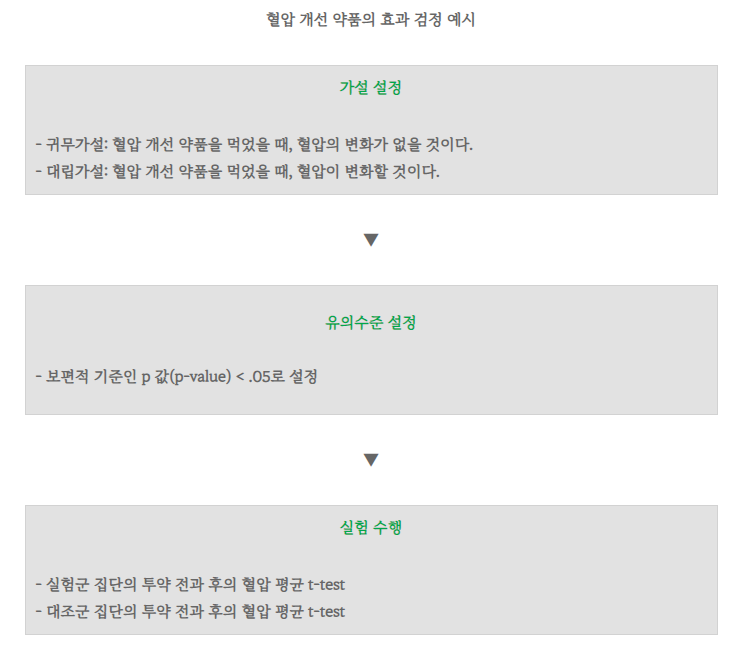 혈압 개선 약품의 효과 검정 예시
가설 설정
- 귀무가설: 혈압 개선 약품을 먹었을 때, 혈압의 변화가 없을 것이다.
- 대립가설: 혈압 개선 약품을 먹었을 때, 혈압이 변화할 것이다.
▼
유의수준 설정
- 보편적 기준인 p 값(p-value) < .05로 설정
▼
실험 수행
- 실험군 집단의 투약 전과 후의 혈압 평균 t-test
- 대조군 집단의 투약 전과 후의 혈압 평균 t-test